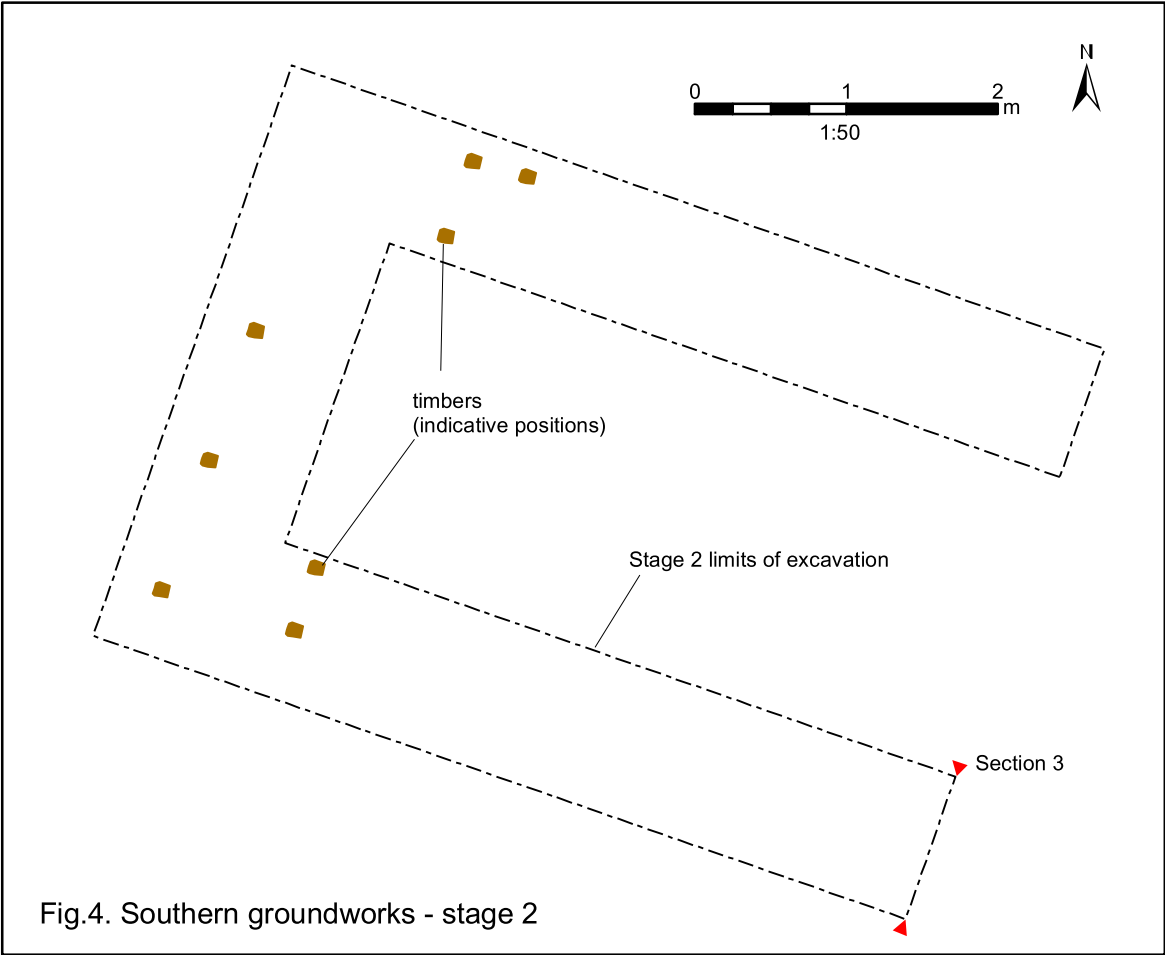 N
0 1 2
m
1:50
timbers
(indicative positions)
Stage 2 limits of excavation
Section 3
Fig.4. Southern groundworks - stage 2